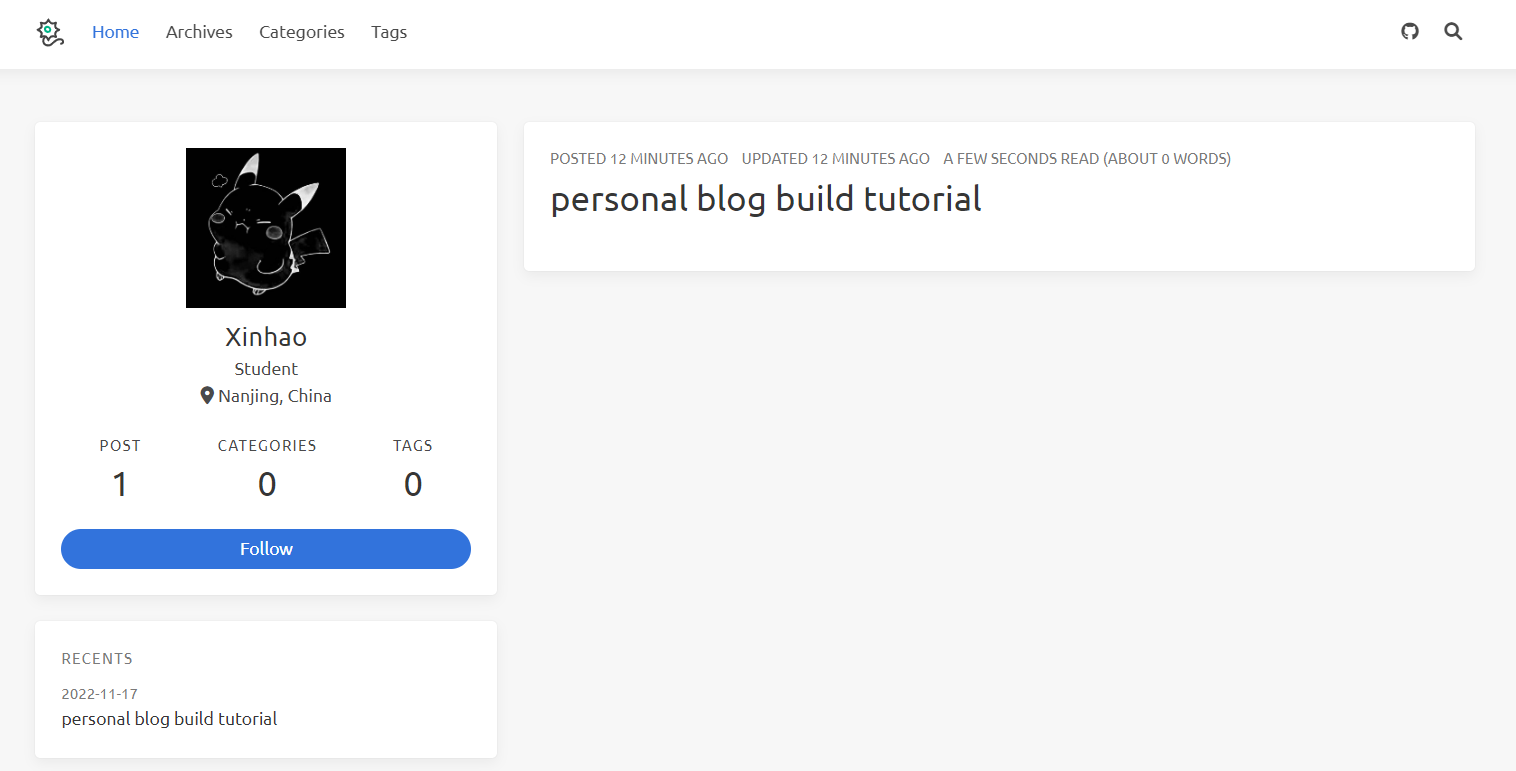 Home Archives Categories Tags
Xinhao
Student
Nanjing, China
POST CATEGORIES TAGS
1 0 0
Follow
RECENTS
2022-11-17
personal blog build tutorial
POSTED 12 MINUTES AGO UPDATED 12 MINUTES AGO A FEW SECONDS READ (ABOUT 0 WORDS)
personal blog build tutorial